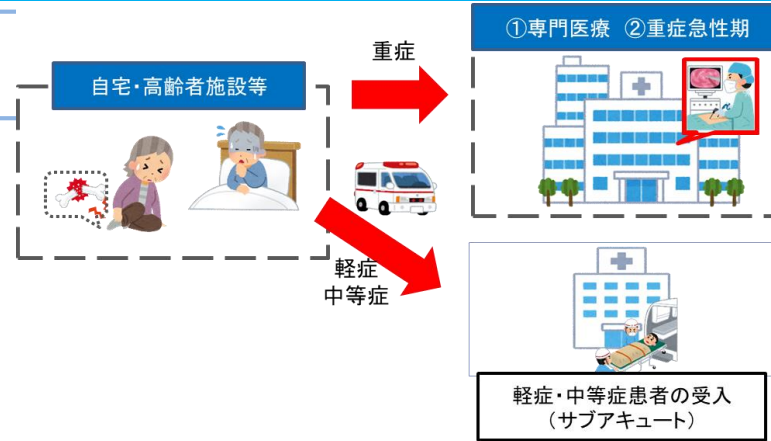 ①専門医療 ②重症急性期
重症
自宅・高齢者施設等
軽症
中等症
軽症・中等症患者の受入
(サブアキュート)